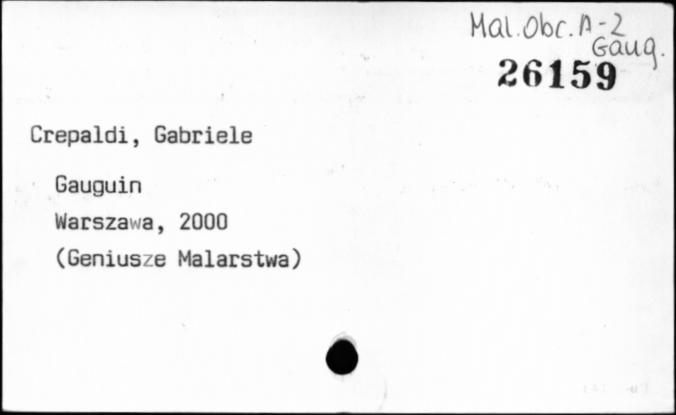 Mal. Obc. A-2
Gaug.
26159
Crepaldi, Gabriele
Gauguin
Warszawa, 2000
(Geniusze Malarstwa)